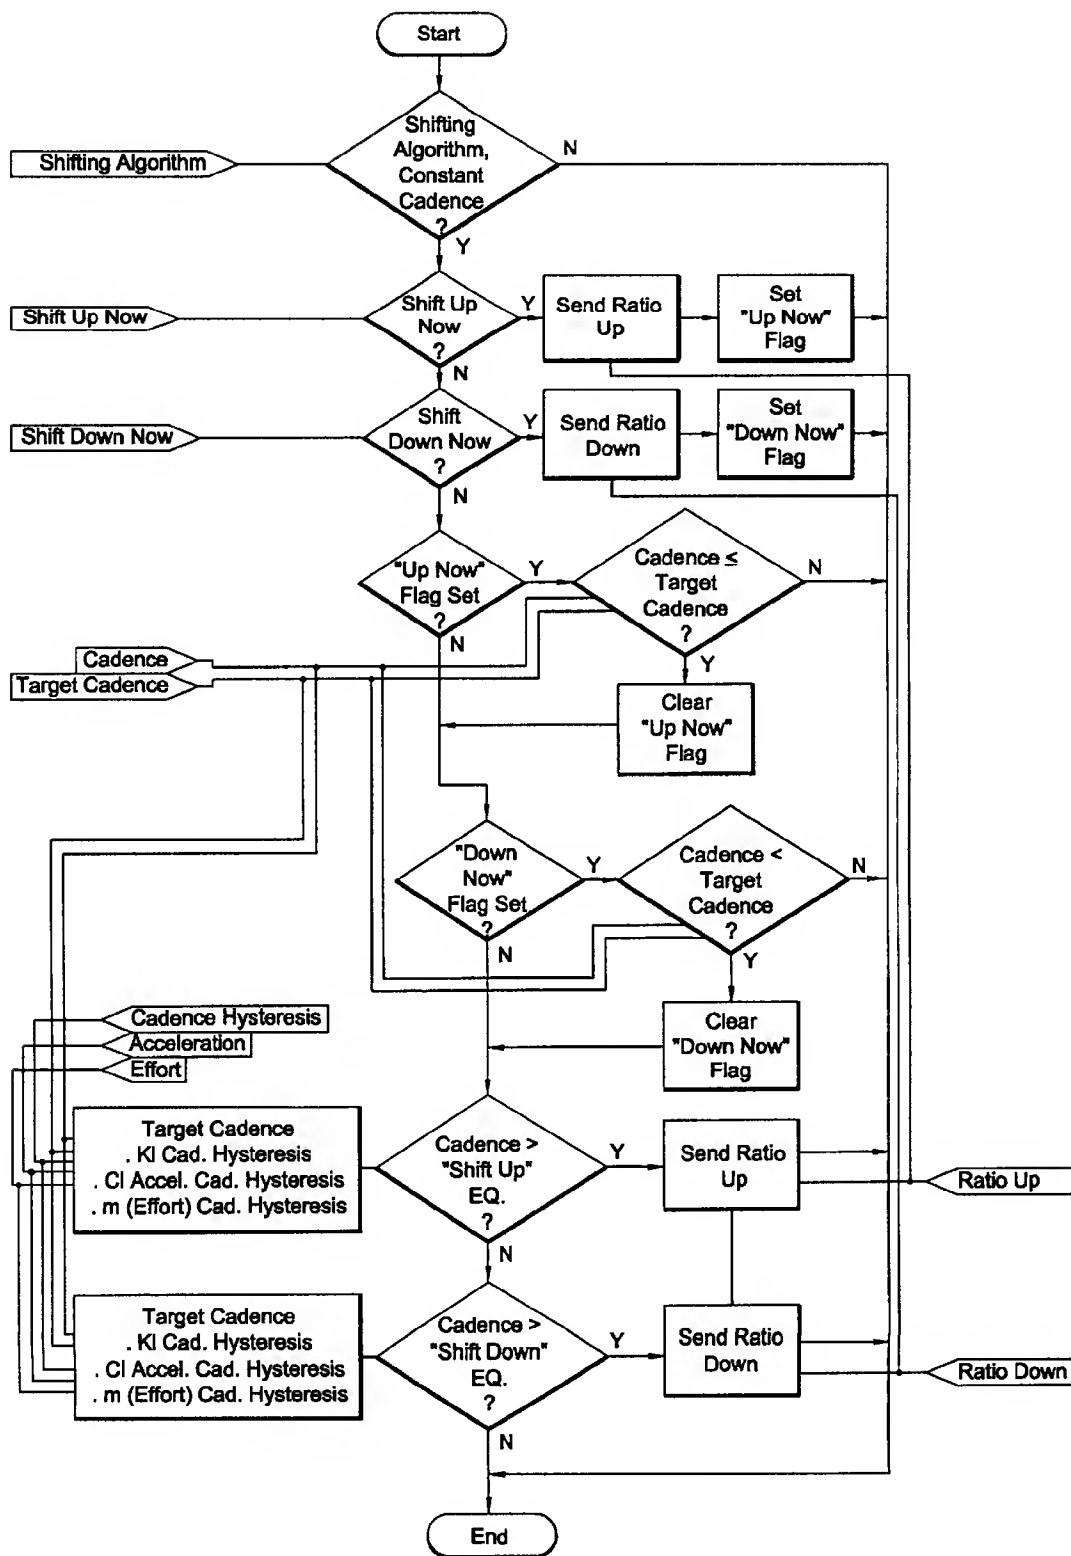 Start
Shifting
Algorithm,
Constant
Cadence
?
N
Shifting Algorithm
Y
Shift Up
Now
?
Y
Send Ratio
Up
Set
"Up Now"
Flag
Shift Up Now
N
Shift
Down Now
?
Y
Send Ratio
Down
Set
"Down Now"
Flag
Shift Down Now
N
"Up Now"
Flag Set
?
Y
Cadence ≤
Target
Cadence
?
N
N
Y
Cadence
Target Cadence
Clear
"Up Now"
Flag
"Down
Now"
Flag Set
?
Y
Cadence <
Target
Cadence
?
N
N
Y
Cadence Hysteresis
Acceleration
Effort
Clear
"Down Now"
Flag
Target Cadence
. KI Cad. Hysteresis
. CI Accel. Cad. Hysteresis
. m (Effort) Cad. Hysteresis
Cadence >
"Shift Up"
EQ.
?
Y
Send Ratio
Up
Ratio Up
N
Target Cadence
. KI Cad. Hysteresis
. CI Accel. Cad. Hysteresis
. m (Effort) Cad. Hysteresis
Cadence >
"Shift Down"
EQ.
?
Y
Send Ratio
Down
Ratio Down
N
End